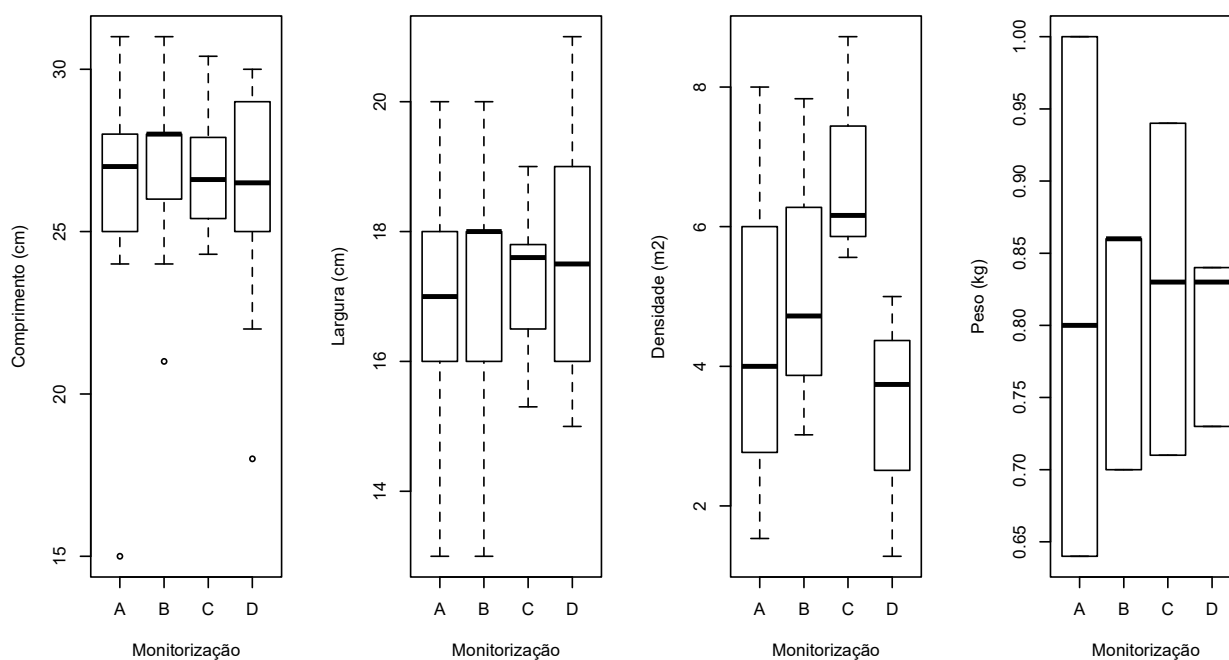 Comprimento (cm)
30
25
20
15
A B C D
Monitorização
Largura (cm)
20
18
16
14
A B C D
Monitorização
Densidade (m2)
8
6
4
2
A B C D
Monitorização
Peso (kg)
1.00
0.95
0.90
0.85
0.80
0.75
0.70
0.65
A B C D
Monitorização